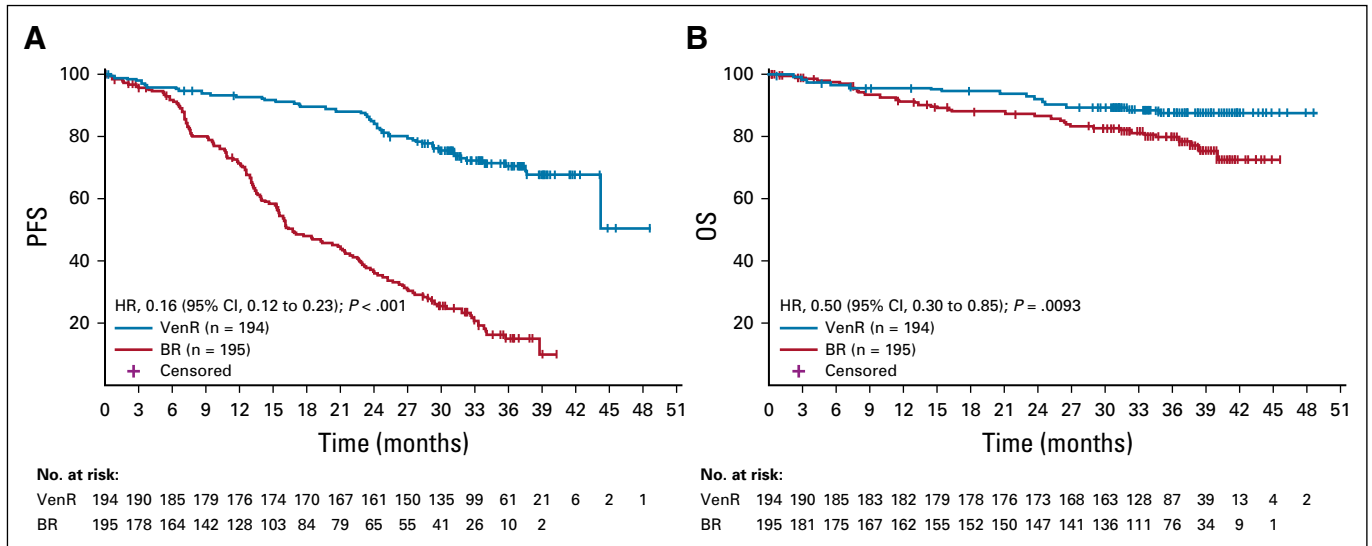 A
100
80
60
40
20
PFS
HR, 0.16 (95% CI, 0.12 to 0.23); P < .001
VenR (n = 194)
BR (n = 195)
Censored
0 3 6 9 12 15 18 21 24 27 30 33 36 39 42 45 48 51
Time (months)
No. at risk:
VenR 194 190 185 179 176 174 170 167 161 150 135 99 61 21 6 2 1
BR 195 178 164 142 128 103 84 79 65 55 41 26 10 2
B
100
80
60
40
20
OS
HR, 0.50 (95% CI, 0.30 to 0.85); P = .0093
VenR (n = 194)
BR (n = 195)
Censored
0 3 6 9 12 15 18 21 24 27 30 33 36 39 42 45 48 51
Time (months)
No. at risk:
VenR 194 190 185 183 182 179 178 176 173 168 163 128 87 39 13 4 2
BR 195 181 175 167 162 155 152 150 147 141 136 111 76 34 9 1